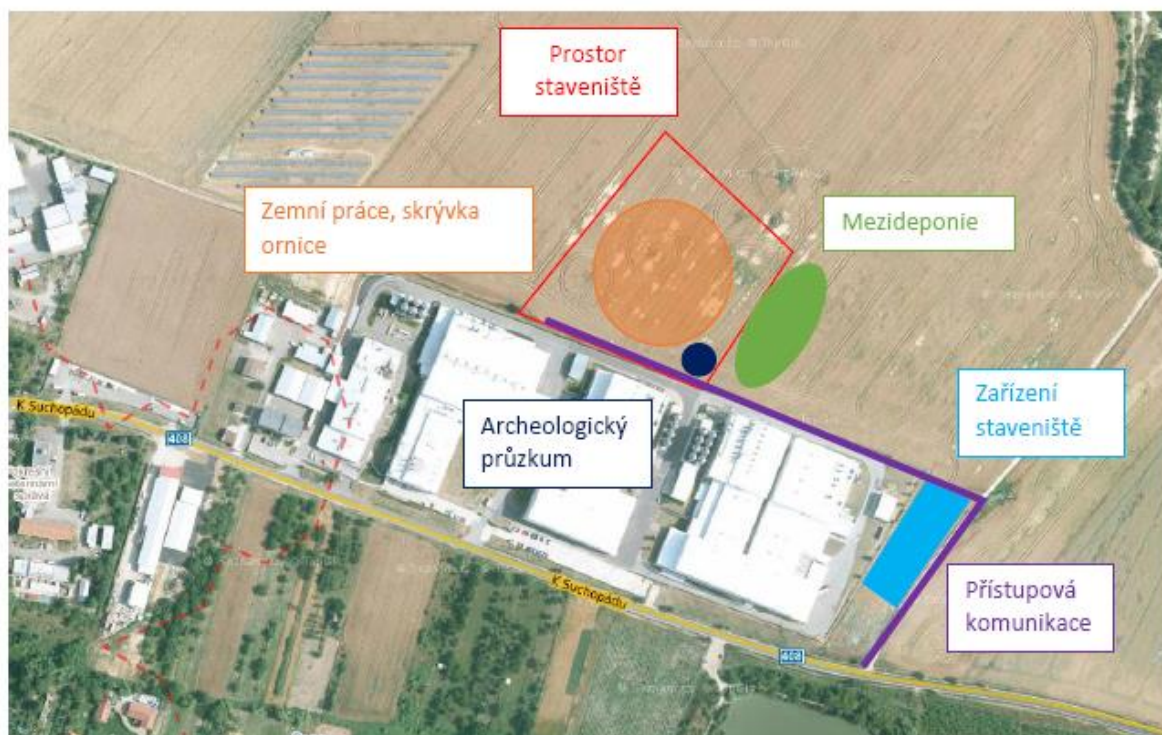 Prostor
staveniště
Zemní práce, skrývka
ornice
Mezideponie
Archeologický
průzkum
Zařízení
staveniště
Přístupová
komunikace
K Suchopádu
408
K Suchopádu
408